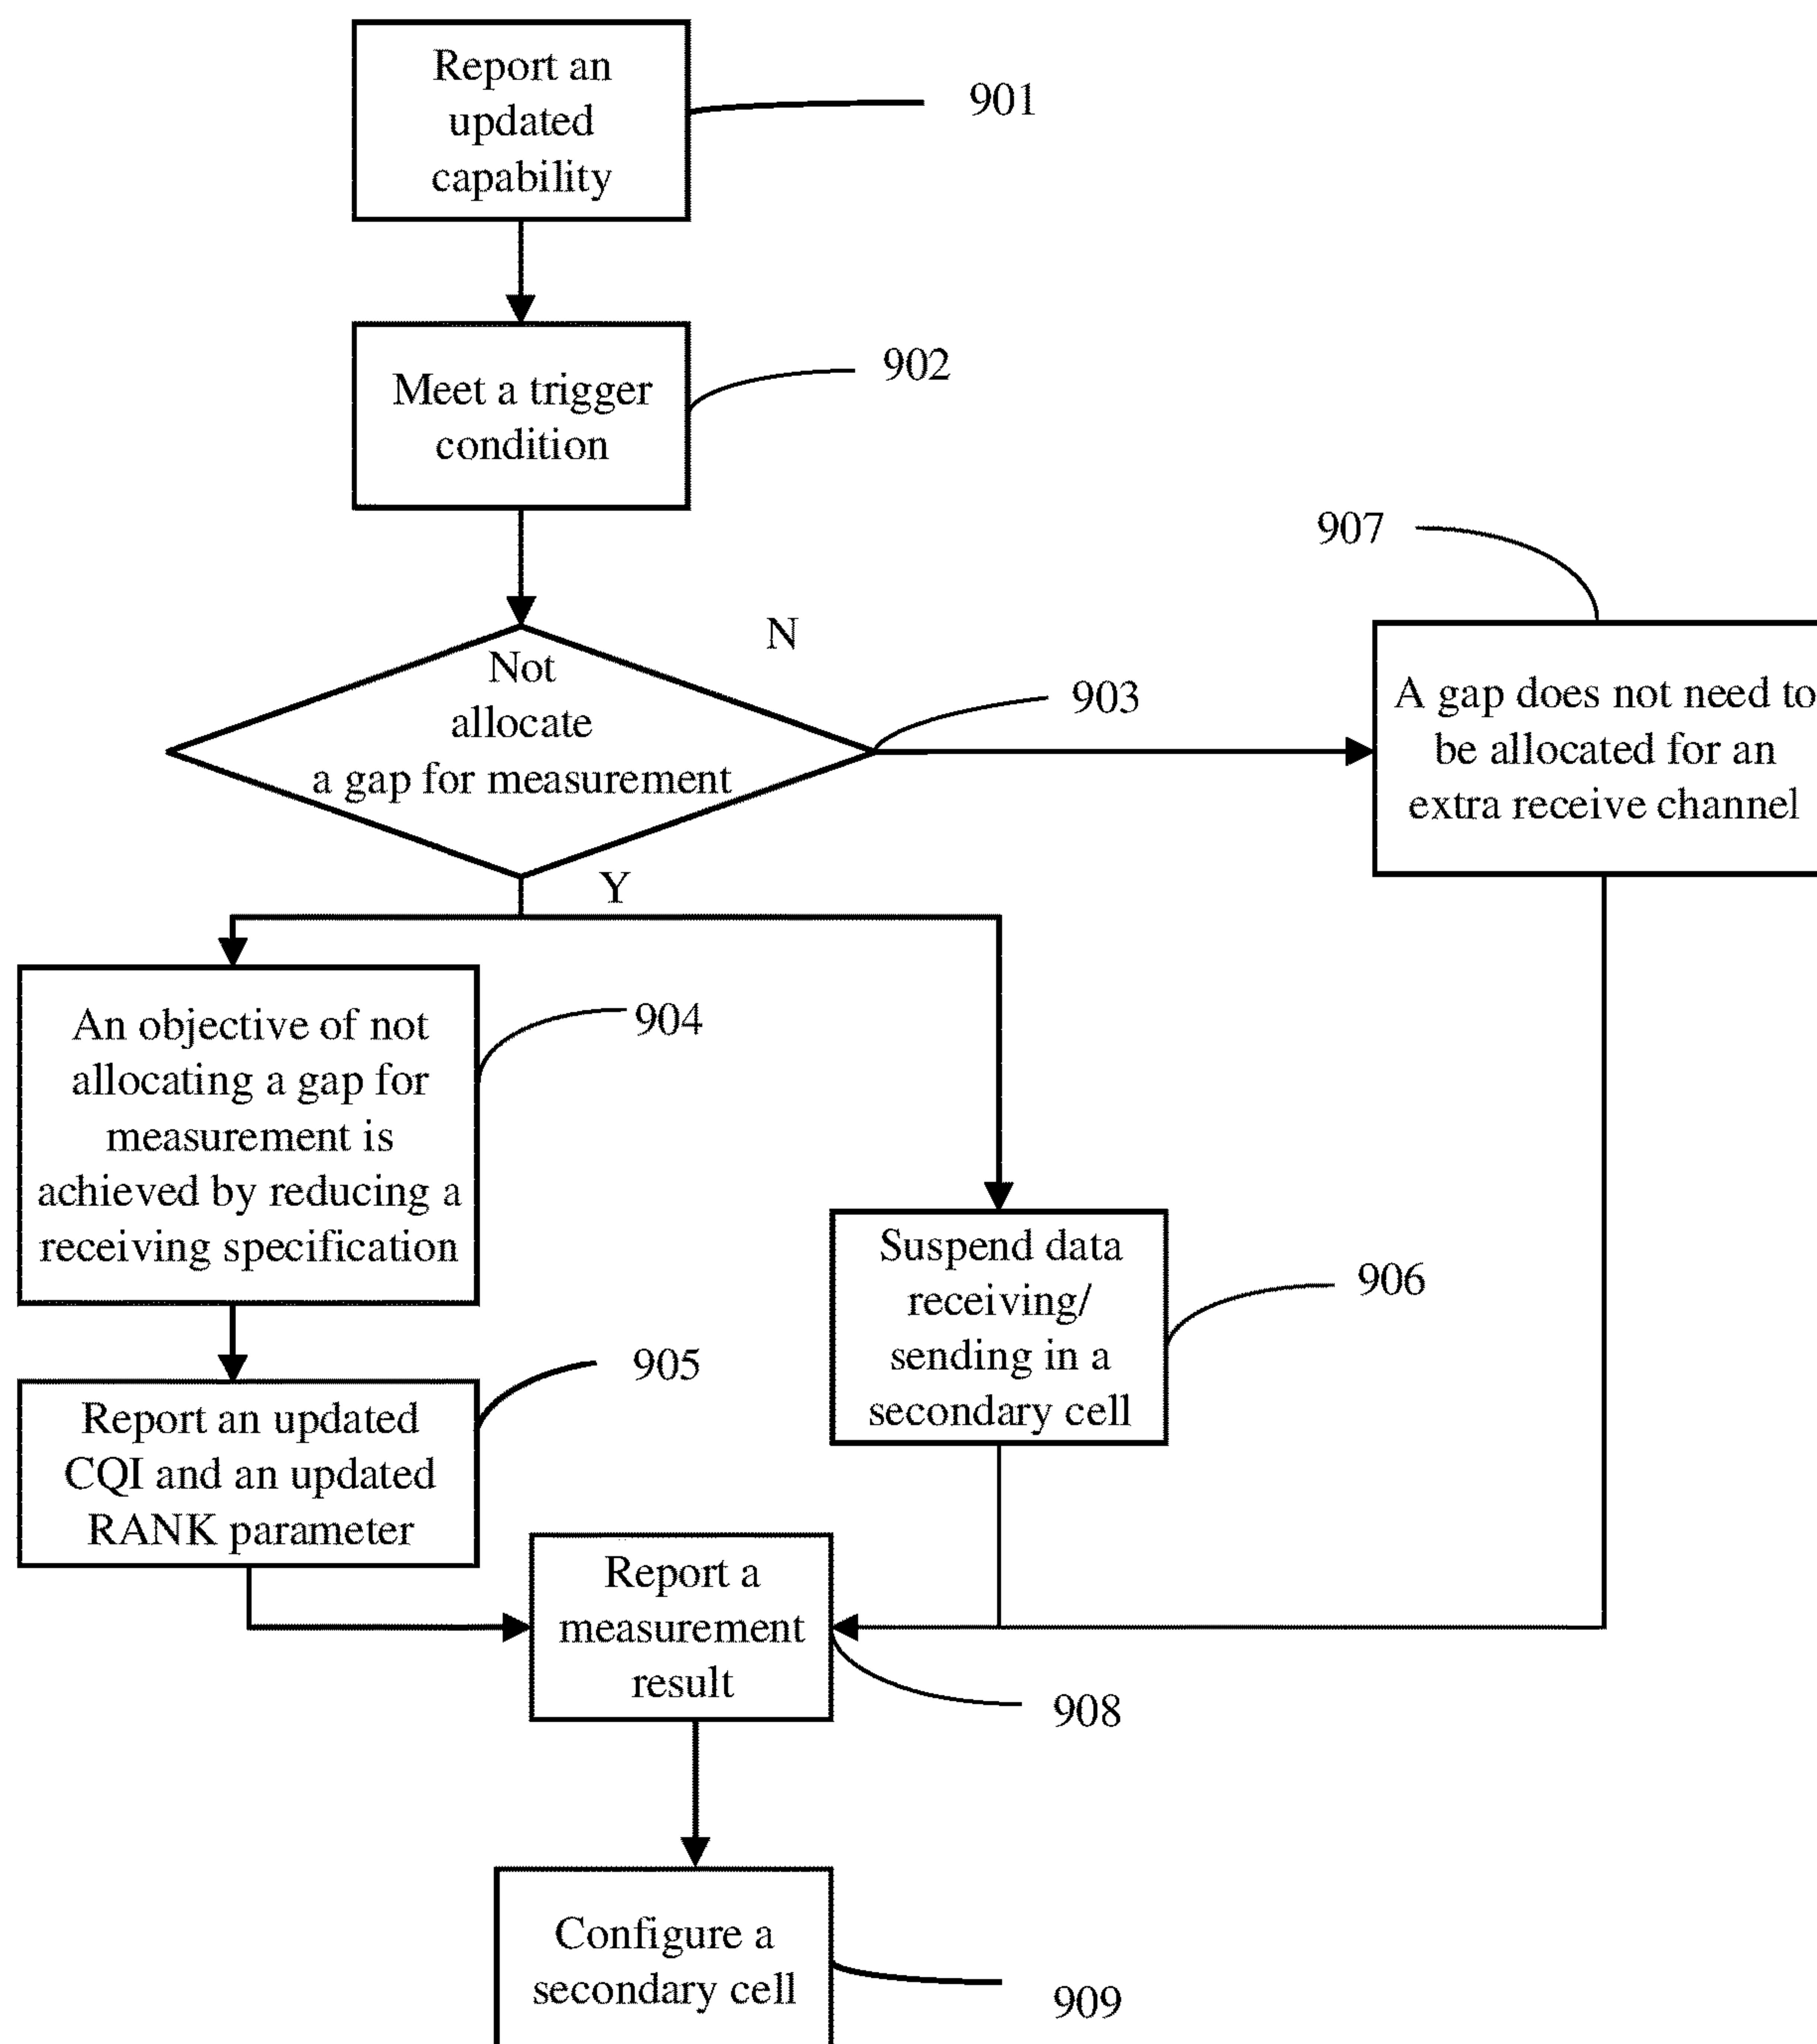 Report an
updated
capability
901
Meet a trigger
condition
902
907
N
Not
allocate
a gap for measurement
903
A gap does not need to
be allocated for an
extra receive channel
Y
An objective of not
allocating a gap for
measurement is
achieved by reducing a
receiving specification
904
Suspend data
receiving/
sending in a
secondary cell
906
Report an updated
CQI and an updated
RANK parameter
905
Report a
measurement
result
908
Configure a
secondary cell
909